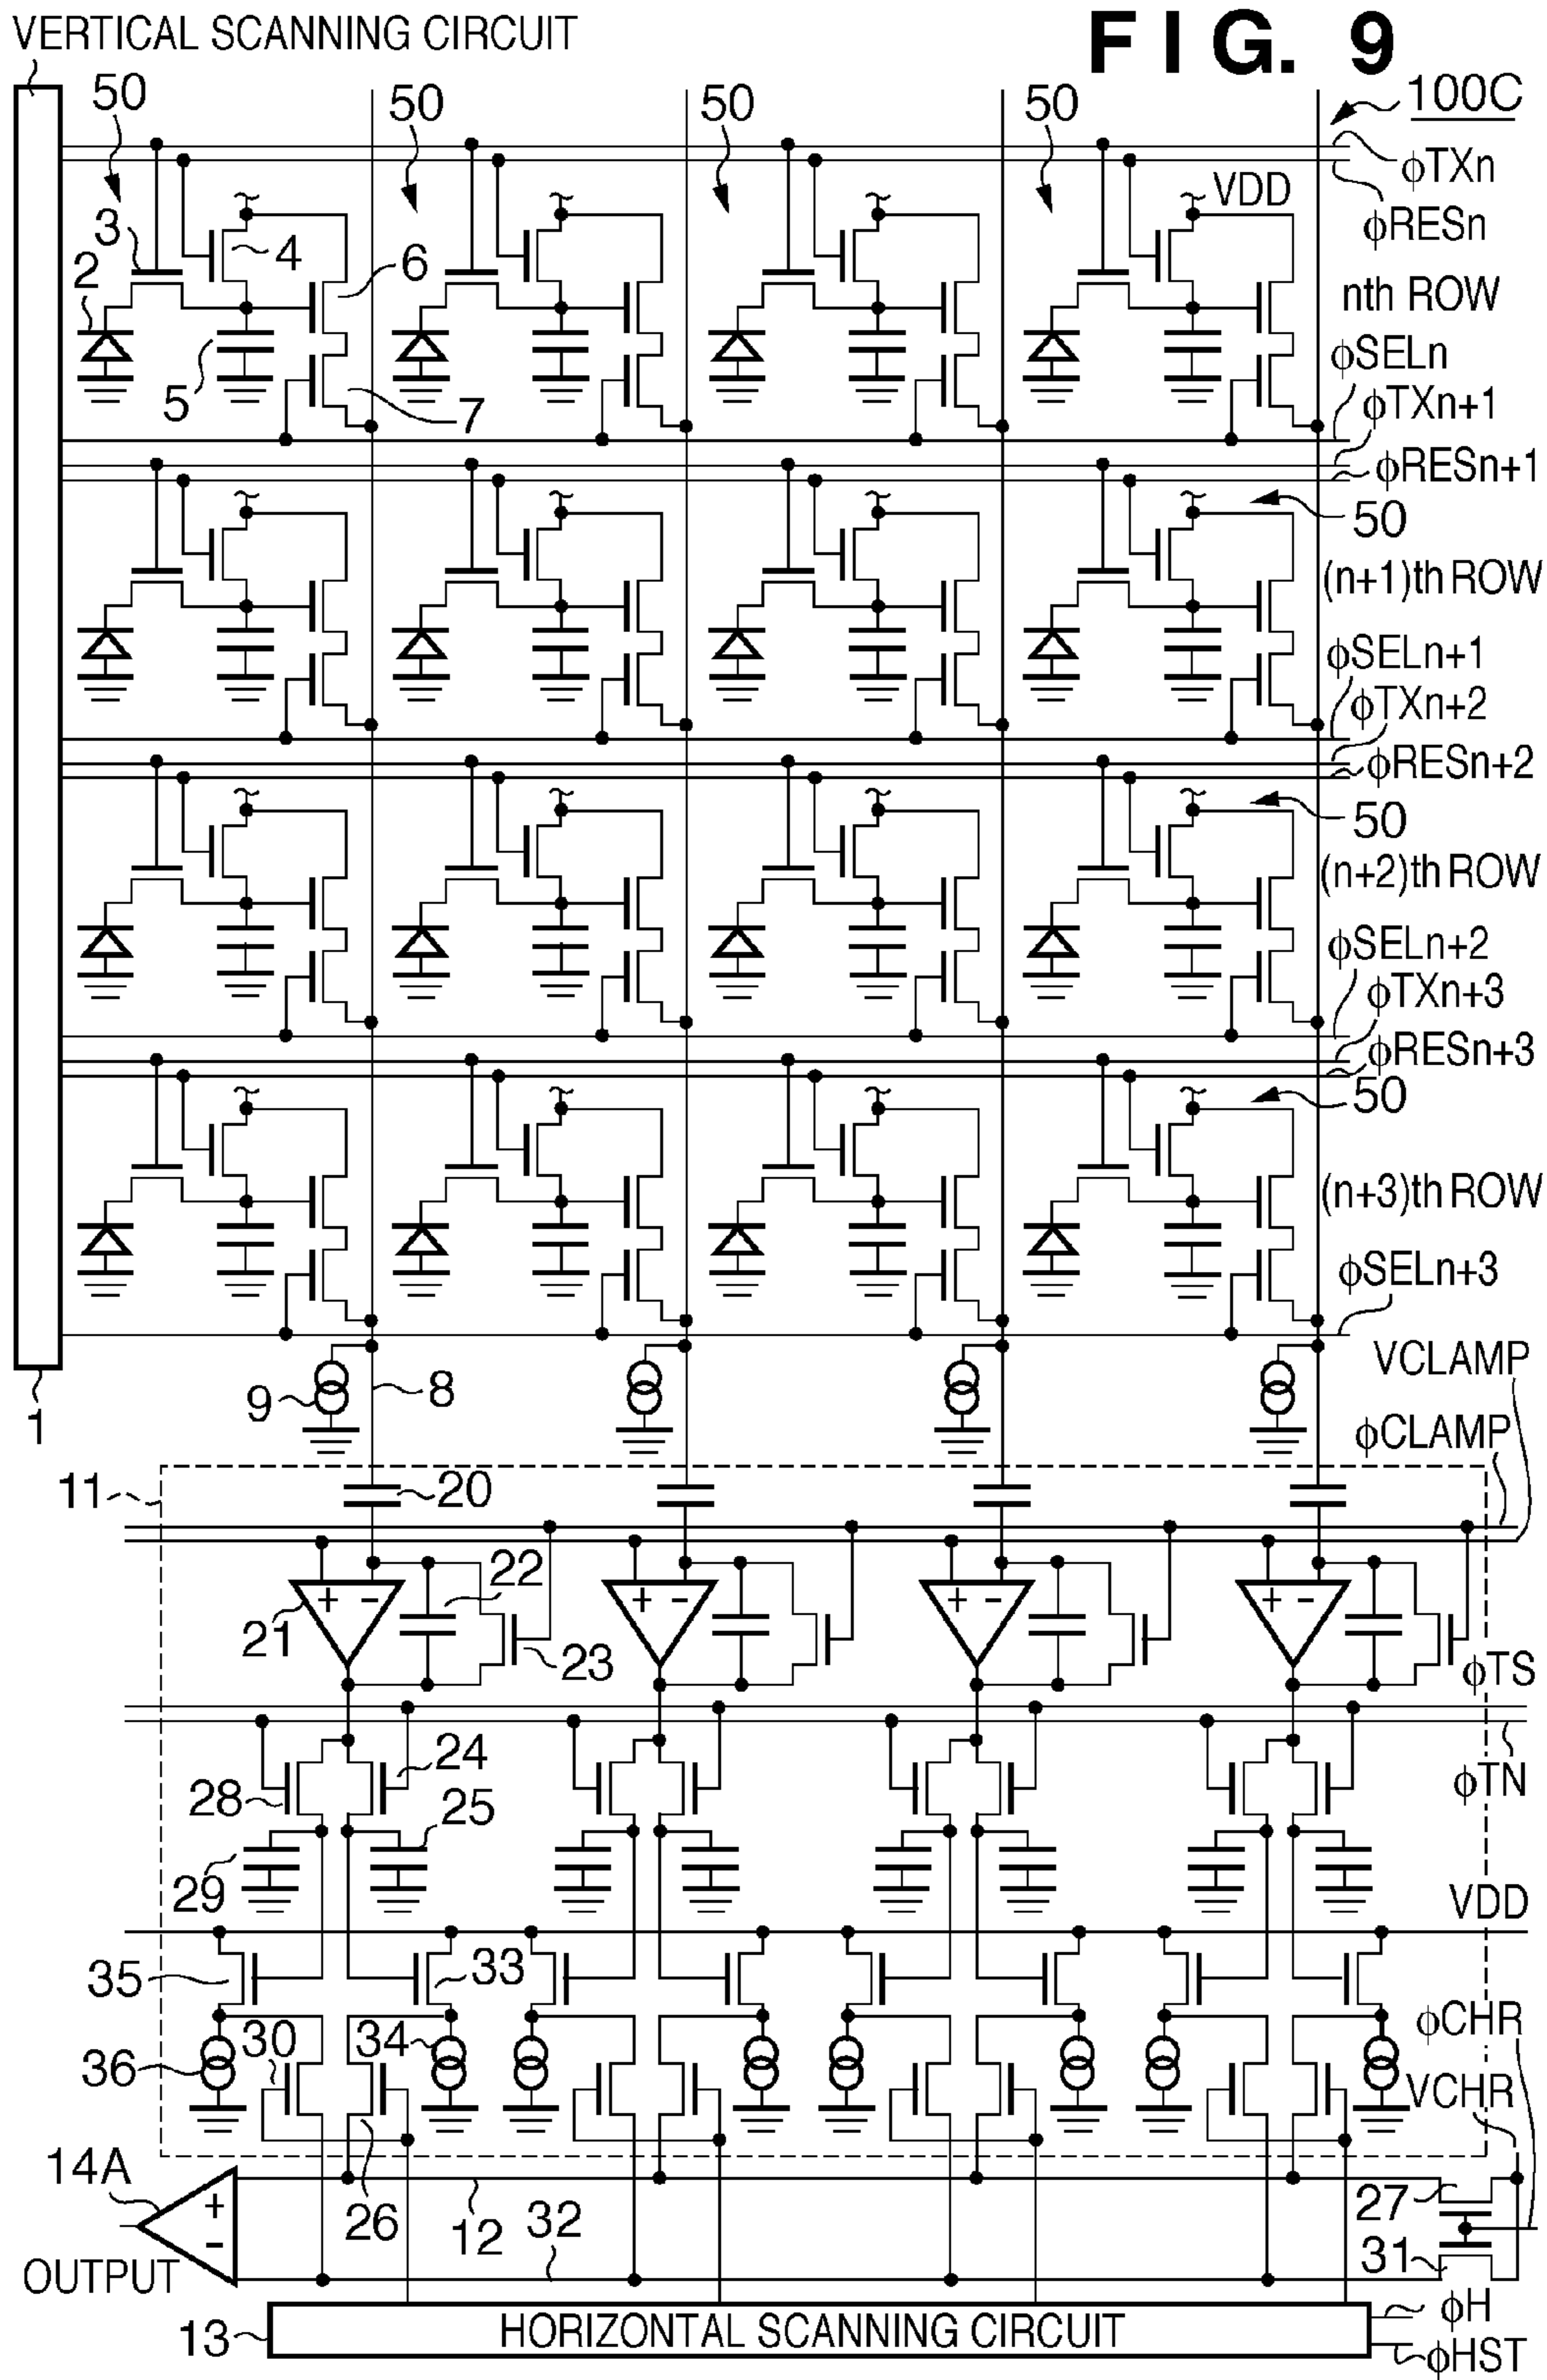 VERTICAL SCANNING CIRCUIT
FIG. 9
50 50 50 50 100C
ϕTXn
VDD
ϕRESn
3 4 6
2
nth ROW
ϕSELn
5 7
ϕTXn+1
ϕRESn+1
50
(n+1)th ROW
ϕSELn+1
ϕTXn+2
ϕRESn+2
50
(n+2)th ROW
ϕSELn+2
ϕTXn+3
ϕRESn+3
50
(n+3)th ROW
ϕSELn+3
VCLAMP
9 8
1
ϕCLAMP
11 20
22
+ - + - + - + -
21 23
ϕTS
24
28 25
ϕTN
29
VDD
35 33
ϕCHR
30 34
36
VCHR
14A
+
26 12 32
27
-
31
OUTPUT
ϕH
13 HORIZONTAL SCANNING CIRCUIT
ϕHST